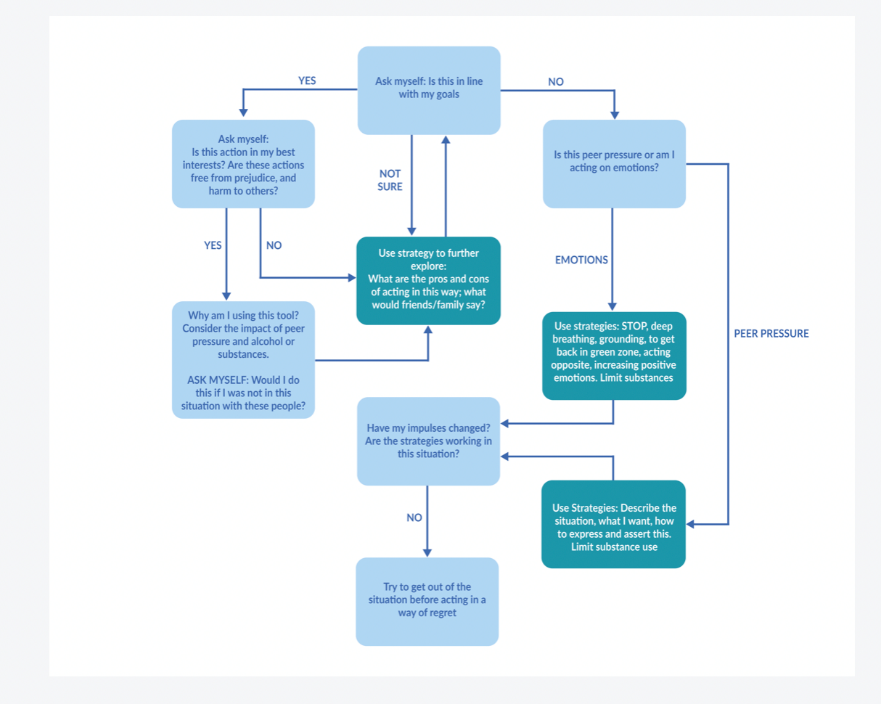 Ask myself: Is this in line
with my goals
YES
NO
Ask myself:
Is this action in my best
interests? Are these actions
free from prejudice, and
harm to others?
Is this peer pressure or am I
acting on emotions?
NOT
SURE
YES
NO
Use strategy to further
explore:
What are the pros and cons
of acting in this way; what
would friends/family say?
EMOTIONS
Why am I using this tool?
Consider the impact of peer
pressure and alcohol or
substances.
ASK MYSELF: Would I do
this if I was not in this
situation with these people?
Use strategies: STOP, deep
breathing, grounding, to get
back in green zone, acting
opposite, increasing positive
emotions. Limit substances
PEER PRESSURE
Have my impulses changed?
Are the strategies working in
this situation?
Use Strategies: Describe the
situation, what I want, how
to express and assert this.
Limit substance use
NO
Try to get out of the
situation before acting in a
way of regret